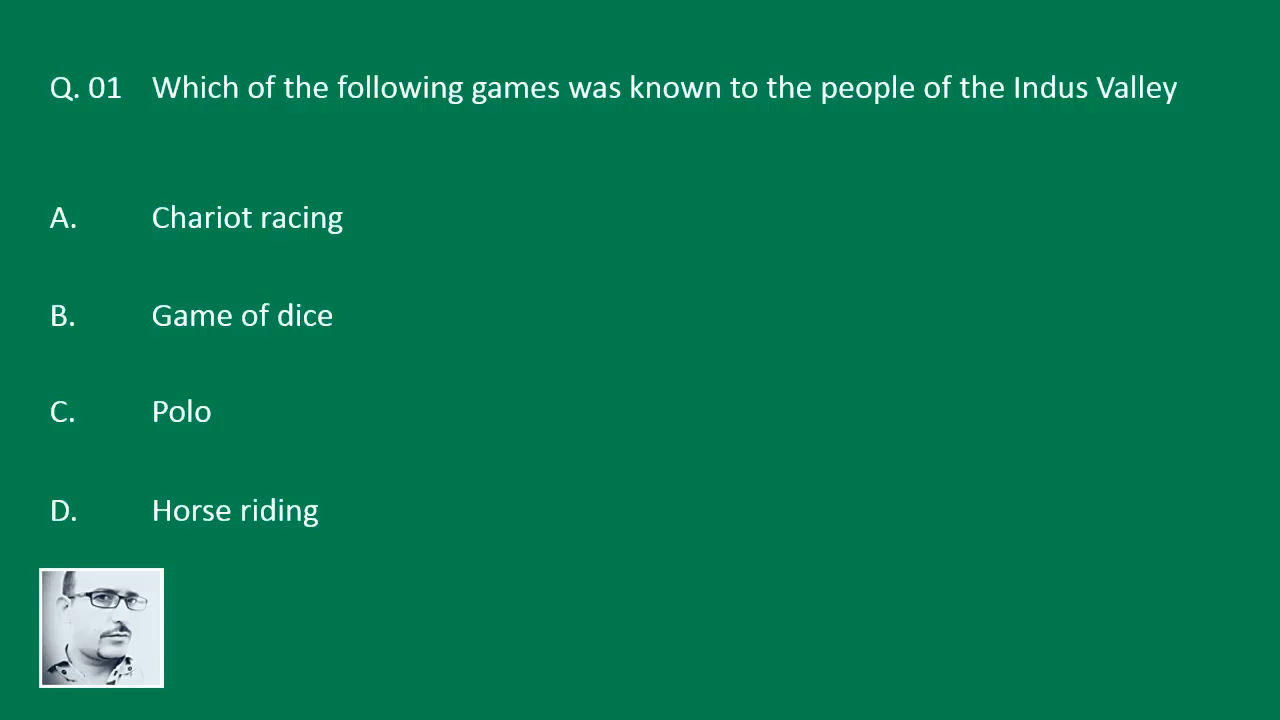 Q. 01 Which of the following games was known to the people of the Indus Valley
A. Chariot racing
B. Game of dice
C. Polo
D. Horse riding